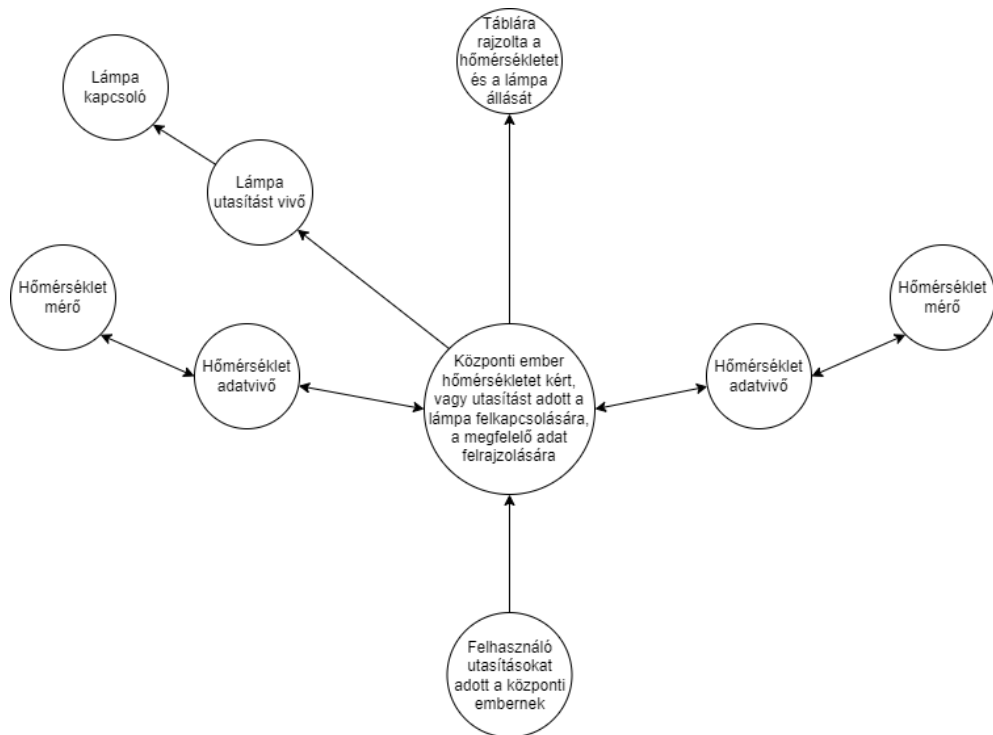 Táblára
rajzolta a
hőmérsékletet
és a lámpa
állását
Lámpa
kapcsoló
Lámpa
utasítást vivő
Hőmérséklet
mérő
Hőmérséklet
adatvivő
Központi ember
hőmérsékletet kért,
vagy utasítást adott a
lámpa felkapcsolására,
a megfelelő adat
felrajzolására
Hőmérséklet
adatvivő
Hőmérséklet
mérő
Felhasználó
utasításokat
adott a központi
embernek